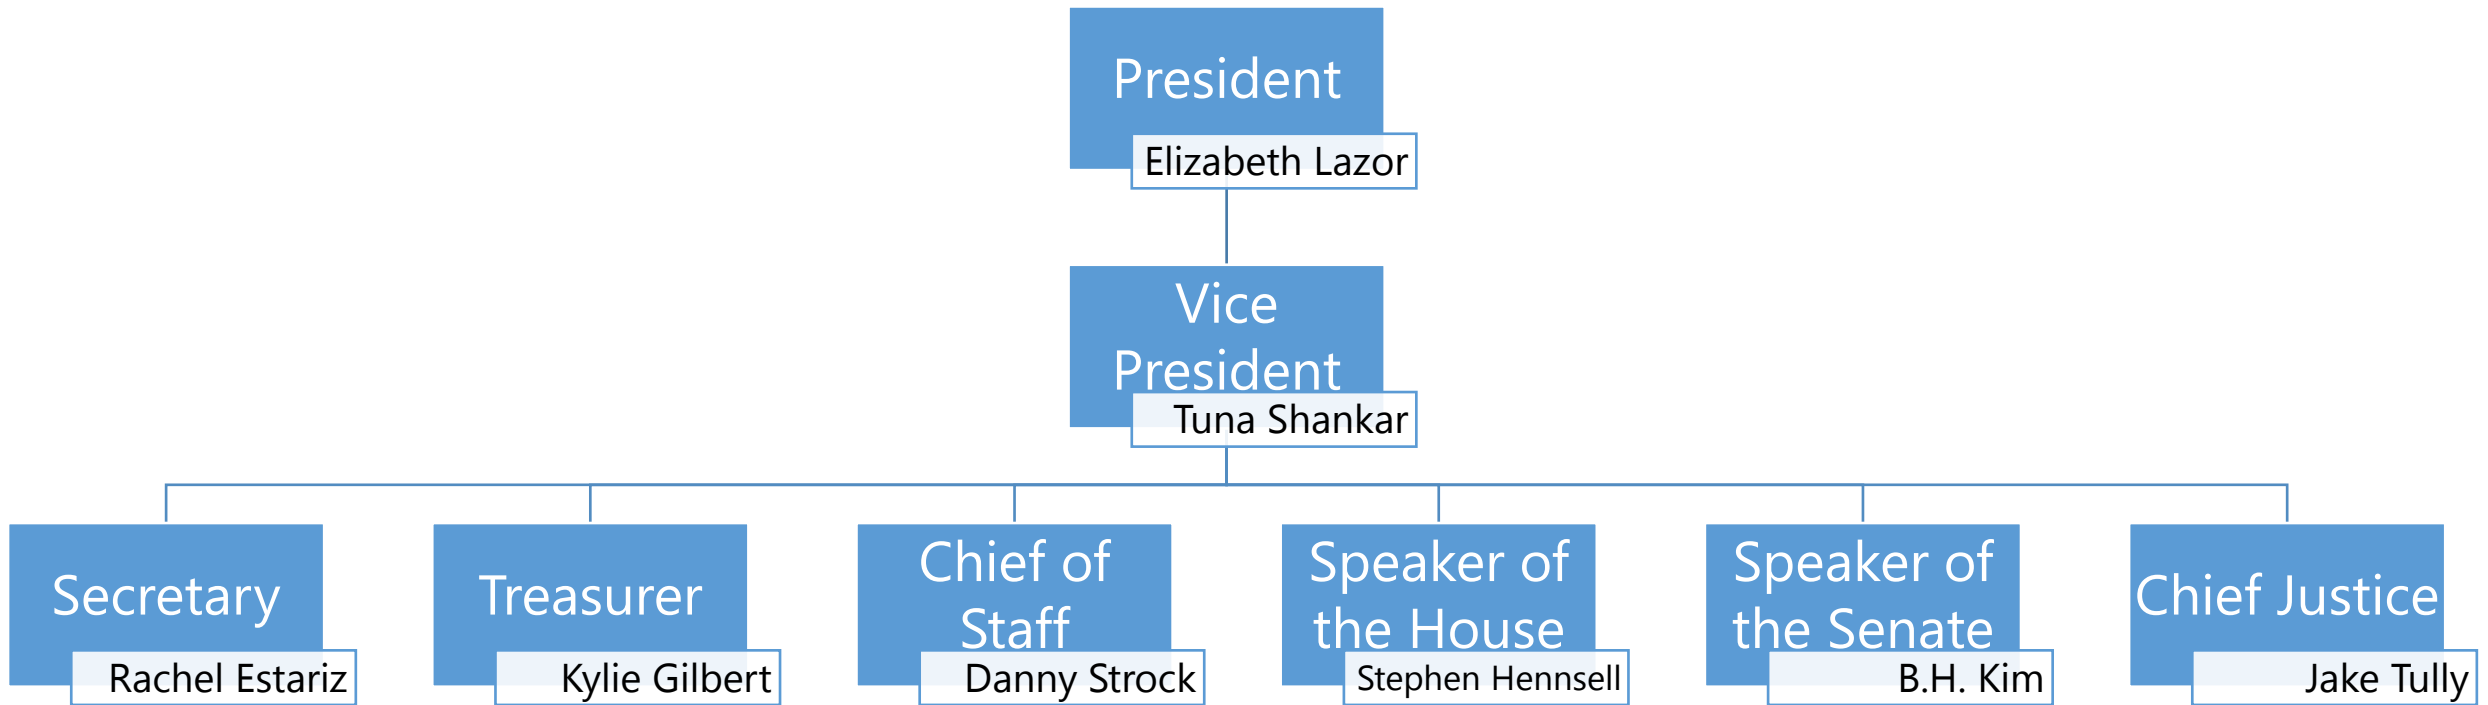 President
Elizabeth Lazor
Vice
President
Tuna Shankar
Secretary
Rachel Estariz
Treasurer
Kylie Gilbert
Chief of
Staff
Danny Strock
Speaker of
the House
Stephen Hennsell
Speaker of
the Senate
B.H. Kim
Chief Justice
Jake Tully